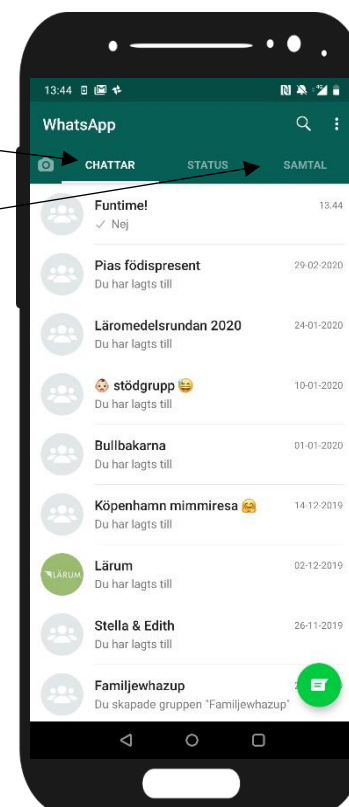 13:44
WhatsApp
CHATTAR STATUS SAMTAL
Funtime! 13.44
✓ Nej
Pias födispresent 29-02-2020
Du har lagts till
Läromedelsrundan 2020 24-01-2020
Du har lagts till
👶 stödgrupp 😅 10-01-2020
Du har lagts till
Bullbakarna 01-01-2020
Du har lagts till
Köpenhamn mimmiresa 🤗 14-12-2019
Du har lagts till
Lärum 02-12-2019
LÄRUM
Du har lagts till
Stella & Edith 26-11-2019
Du har lagts till
Familjewhazup
Du skapade gruppen "Familjewhazup"